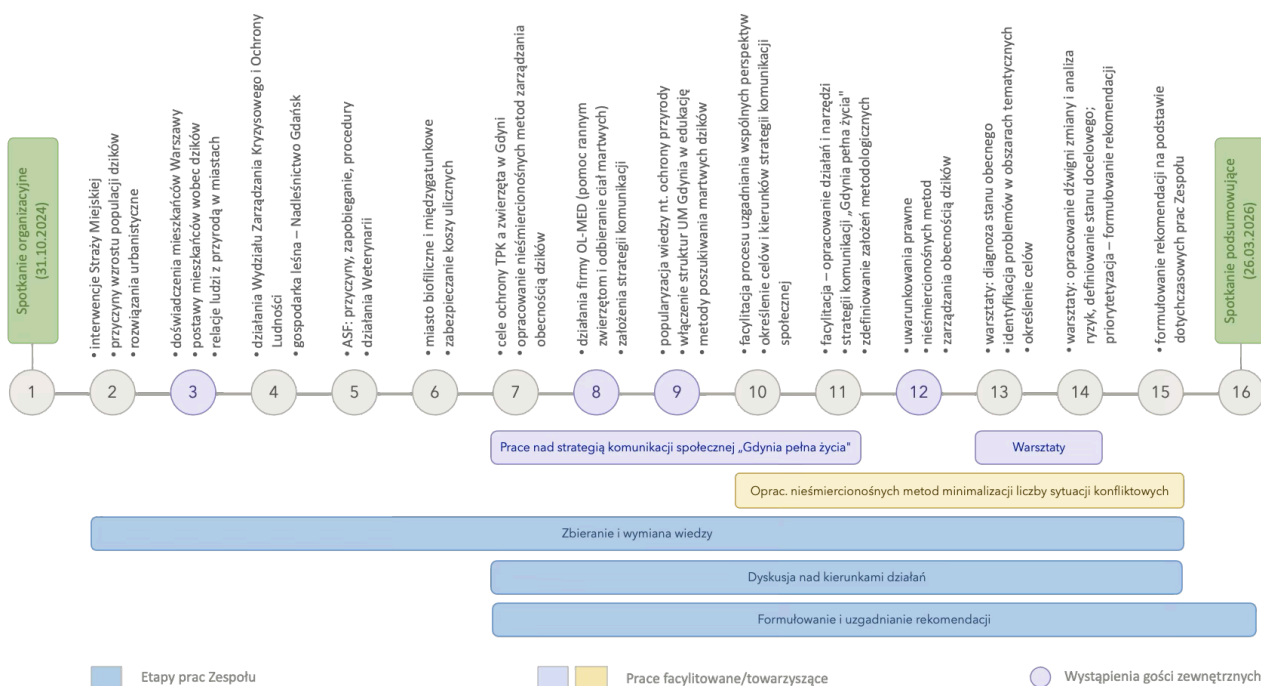 Spotkanie organizacyjne
(31.10.2024)
• interwencje Straży Miejskiej
• przyczyny wzrostu populacji dzików
• rozwiązania urbanistyczne
• doświadczenia mieszkańców Warszawy
• postawy mieszkańców wobec dzików
• relacje ludzi z przyrodą w miastach
• działania Wydziału Zarządzania Kryzysowego i Ochrony
Ludności
• gospodarka leśna – Nadleśnictwo Gdańsk
• ASF: przyczyny, zapobieganie, procedury
• działania Weterynarii
• miasto biofiliczne i międzygatunkowe
• zabezpieczanie koszy ulicznych
• cele ochrony TPK a zwierzęta w Gdyni
• opracowanie nieśmiercionośnych metod zarządzania
obecnością dzików
• działania firmy OL-MED (pomoc rannym
zwierzętom i odbieranie ciał martwych)
• założenia strategii komunikacji
• popularyzacja wiedzy nt. ochrony przyrody
• włączenie struktur UM Gdynia w edukację
• metody poszukiwania martwych dzików
• facylitacja procesu uzgadniania wspólnych perspektyw
• określenie celów i kierunków strategii komunikacji
społecznej
• facylitacja – opracowanie działań i narzędzi
• strategii komunikacji „Gdynia pełna życia"
• zdefiniowanie założeń metodologicznych
• uwarunkowania prawne
• nieśmiercionośnych metod
• zarządzania obecnością dzików
• warsztaty: diagnoza stanu obecnego
• identyfikacja problemów w obszarach tematycznych
• określenie celów
• warsztaty: opracowanie dźwigni zmiany i analiza
ryzyk, definiowanie stanu docelowego;
priorytetyzacja – formułowanie rekomendacji
• formułowanie rekomendacji na podstawie
dotychczasowych prac Zespołu
Spotkanie podsumowujące
(26.03.2026)
1 2 3 4 5 6 7 8 9 10 11 12 13 14 15 16
Prace nad strategią komunikacji społecznej „Gdynia pełna życia"
Warsztaty
Oprac. nieśmiercionośnych metod minimalizacji liczby sytuacji konfliktowych
Zbieranie i wymiana wiedzy
Dyskusja nad kierunkami działań
Formułowanie i uzgadnianie rekomendacji
Etapy prac Zespołu
Prace facylitowane/towarzyszące
Wystąpienia gości zewnętrznych